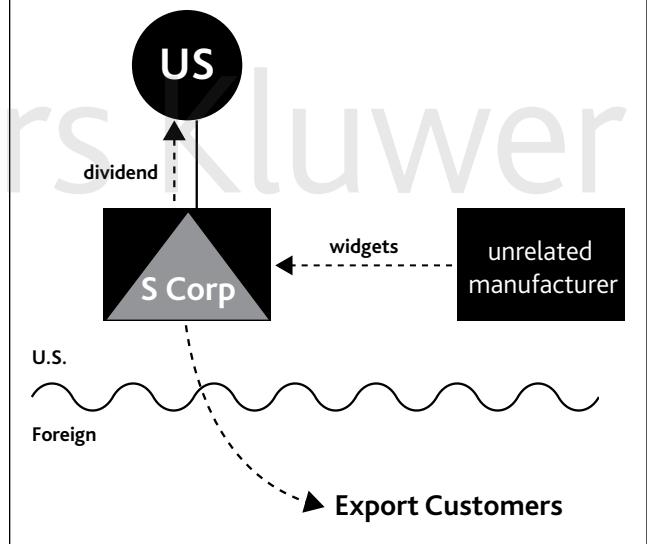 US
rs Kluwer
dividend
widgets
unrelated
manufacturer
S Corp
U.S.
Foreign
Export Customers